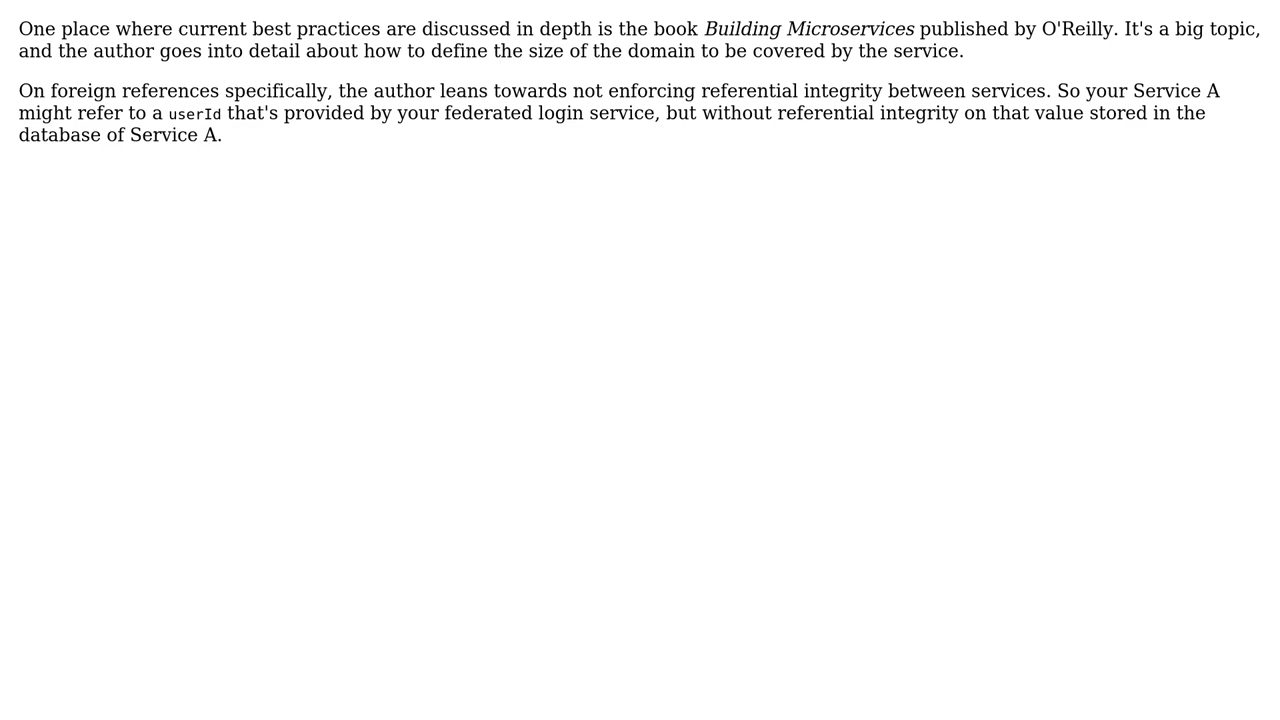 One place where current best practices are discussed in depth is the book Building Microservices published by O'Reilly. It's a big topic,
and the author goes into detail about how to define the size of the domain to be covered by the service.
On foreign references specifically, the author leans towards not enforcing referential integrity between services. So your Service A
might refer to a userId that's provided by your federated login service, but without referential integrity on that value stored in the
database of Service A.